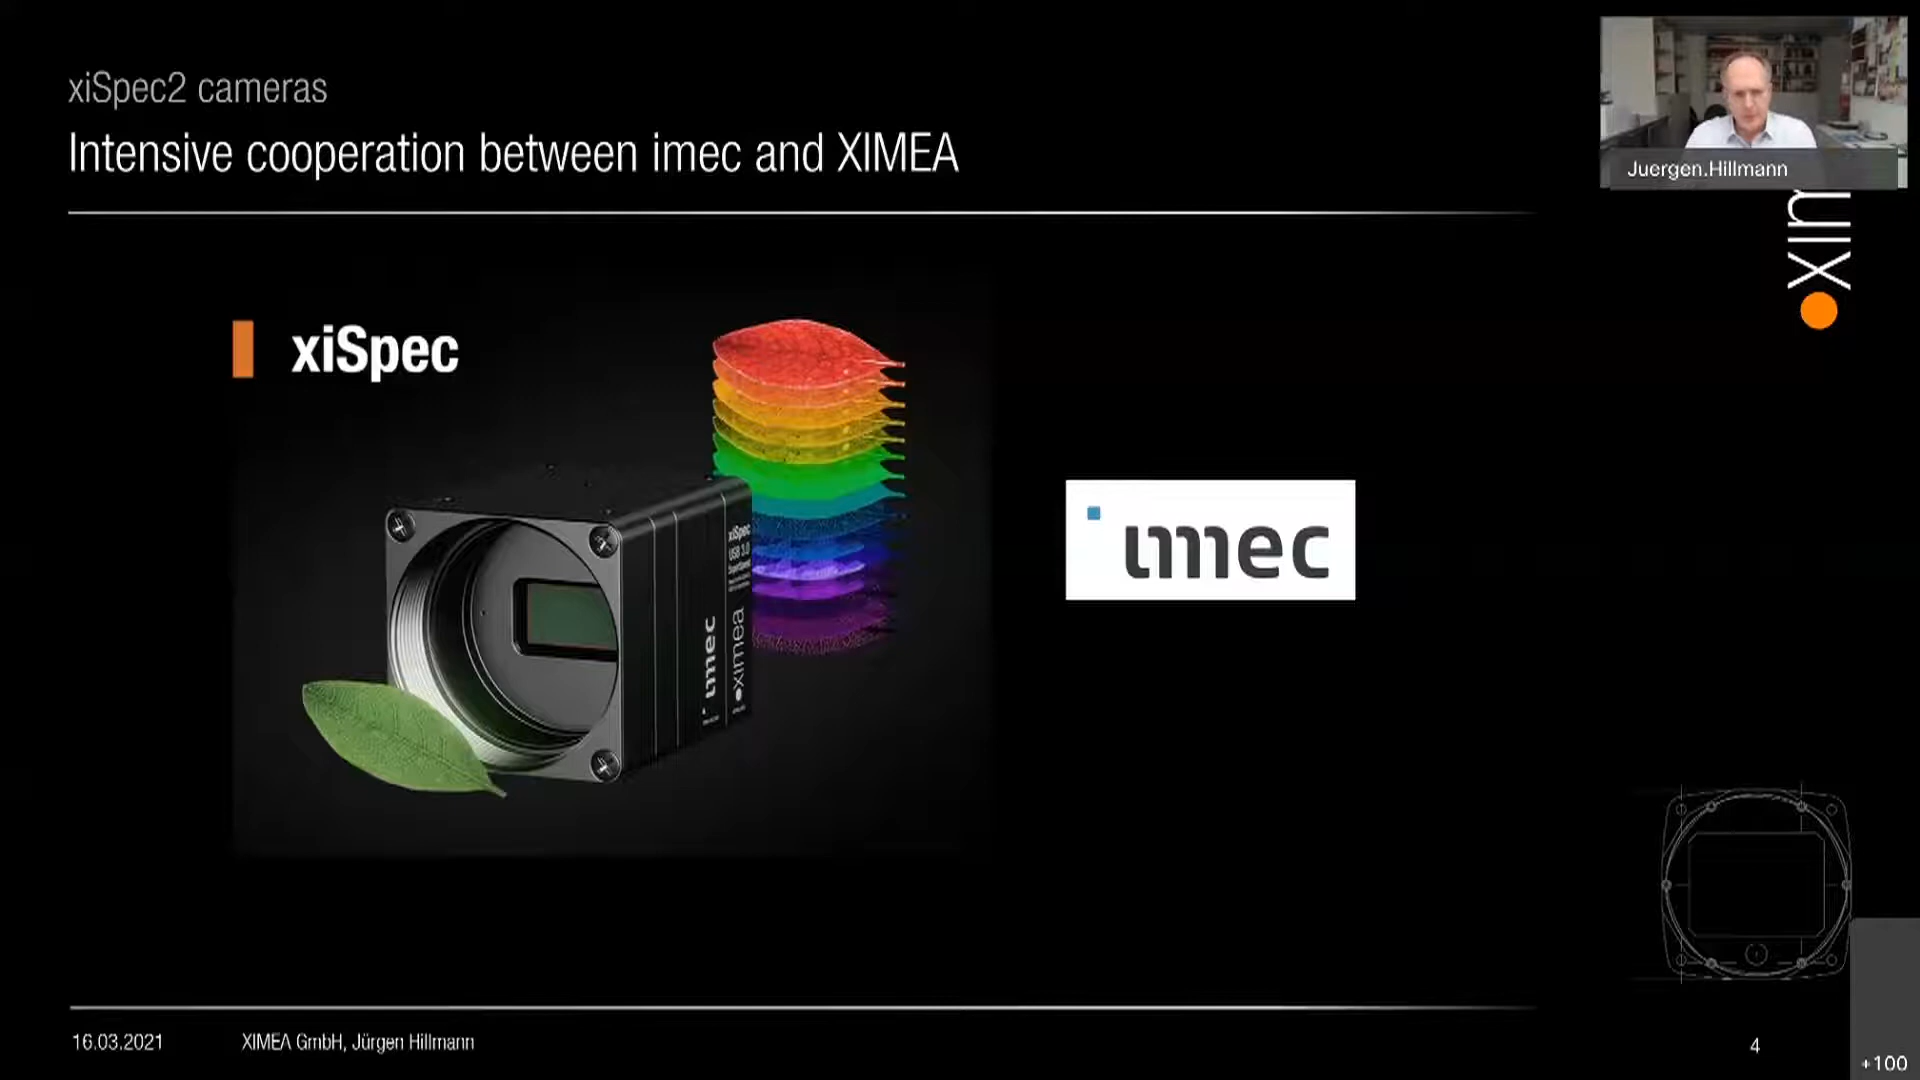 xiSpec2 cameras
Intensive cooperation between imec and XIMEA
Juergen.Hillmann
xim
xiSpec
imec
xiSpec
USB 3.0
SuperSpeed
imec
ximea
16.03.2021
XIMEA GmbH, Jürgen Hillmann
4
+100